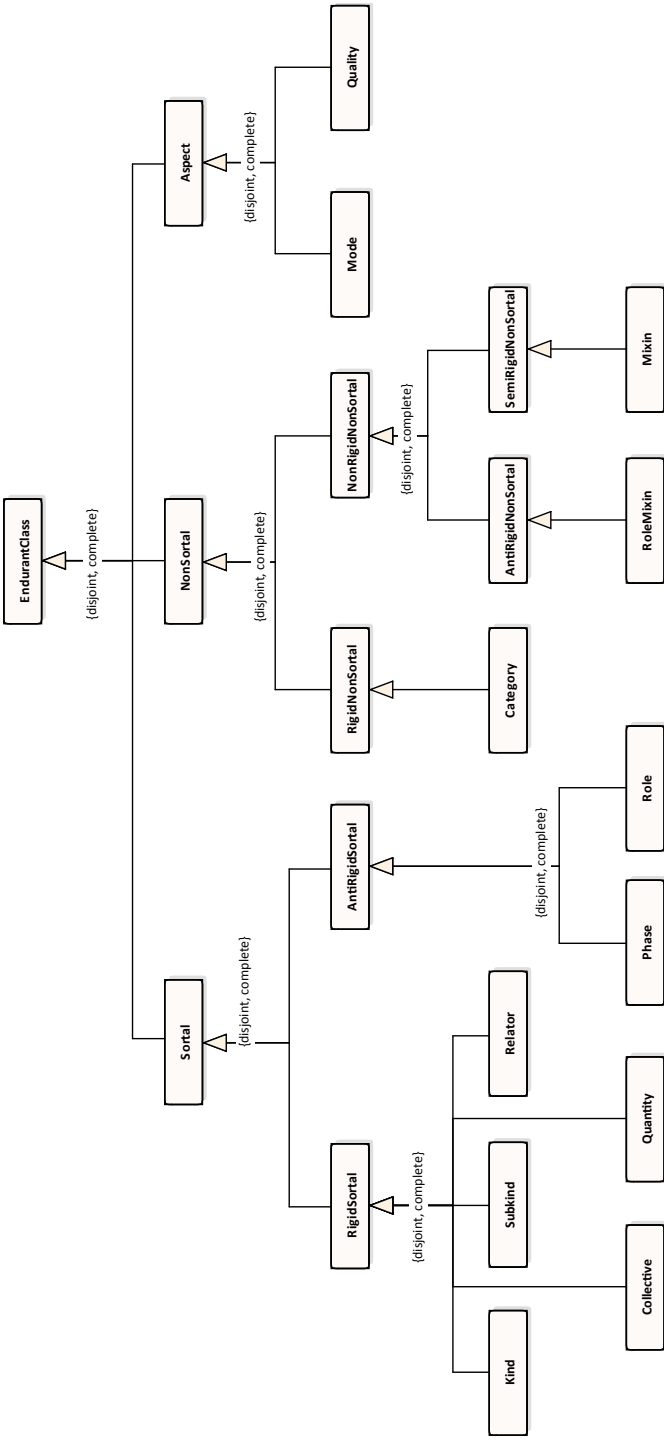 EndurantClass
{disjoint, complete}
Sortal
NonSortal
Aspect
{disjoint, complete}
{disjoint, complete}
{disjoint, complete}
RigidSortal
AntiRigidSortal
RigidNonSortal
NonRigidNonSortal
Mode
Quality
{disjoint, complete}
{disjoint, complete}
Kind
Subkind
Relator
Category
AntiRigidNonSortal
SemiRigidNonSortal
{disjoint, complete}
Collective
Quantity
Phase
Role
RoleMixin
Mixin